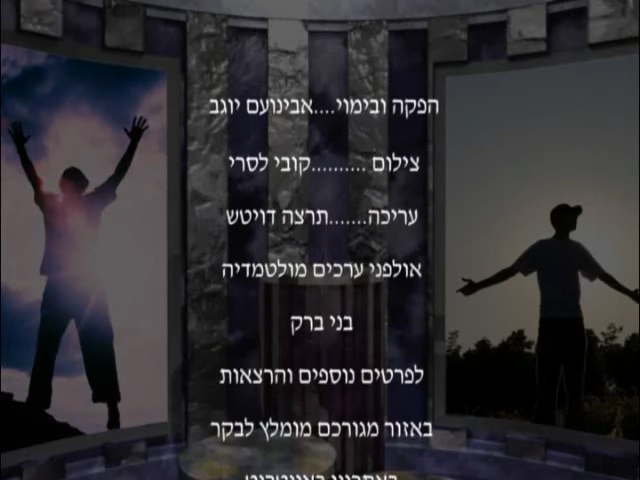 הפקה ובימוי....אבינועם יוגב
צילום ..........קובי לסרי
עריכה.......תרצה דויטש
אולפני ערכים מולטמדיה
בני ברק
לפרטים נוספים והרצאות
באזור מגורכם מומלץ לבקר